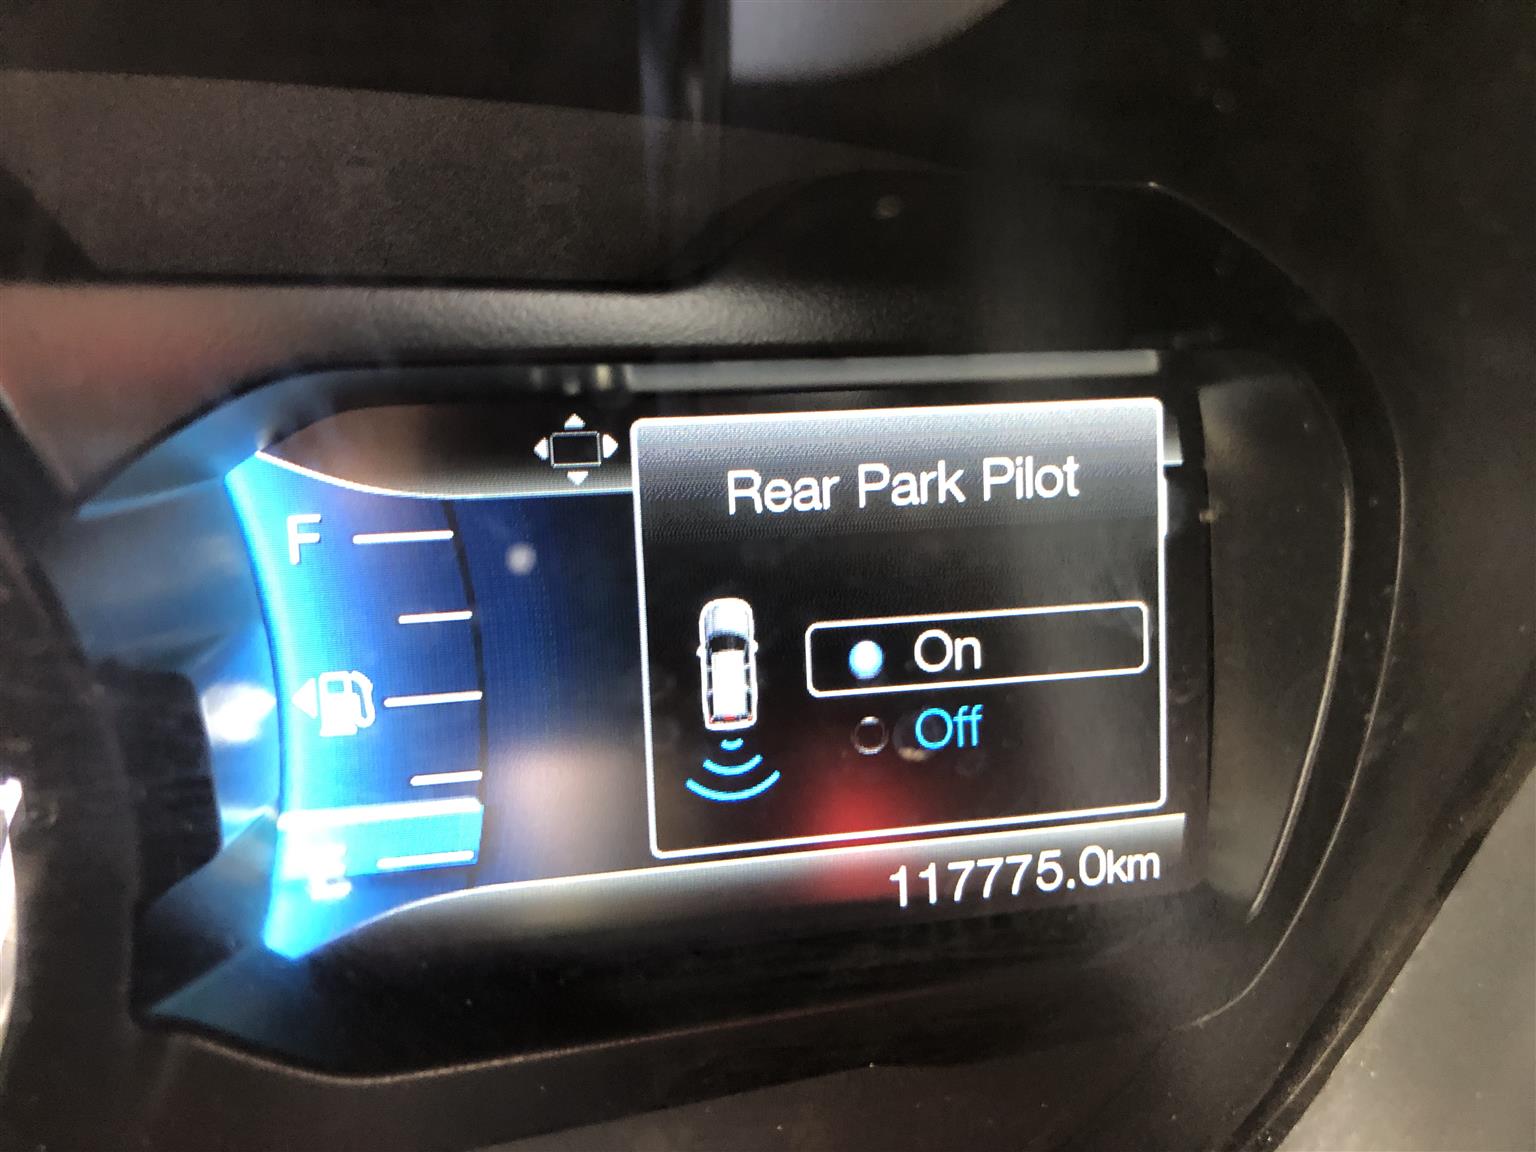 Rear Park Pilot
F
On
Off
E
117775.0km